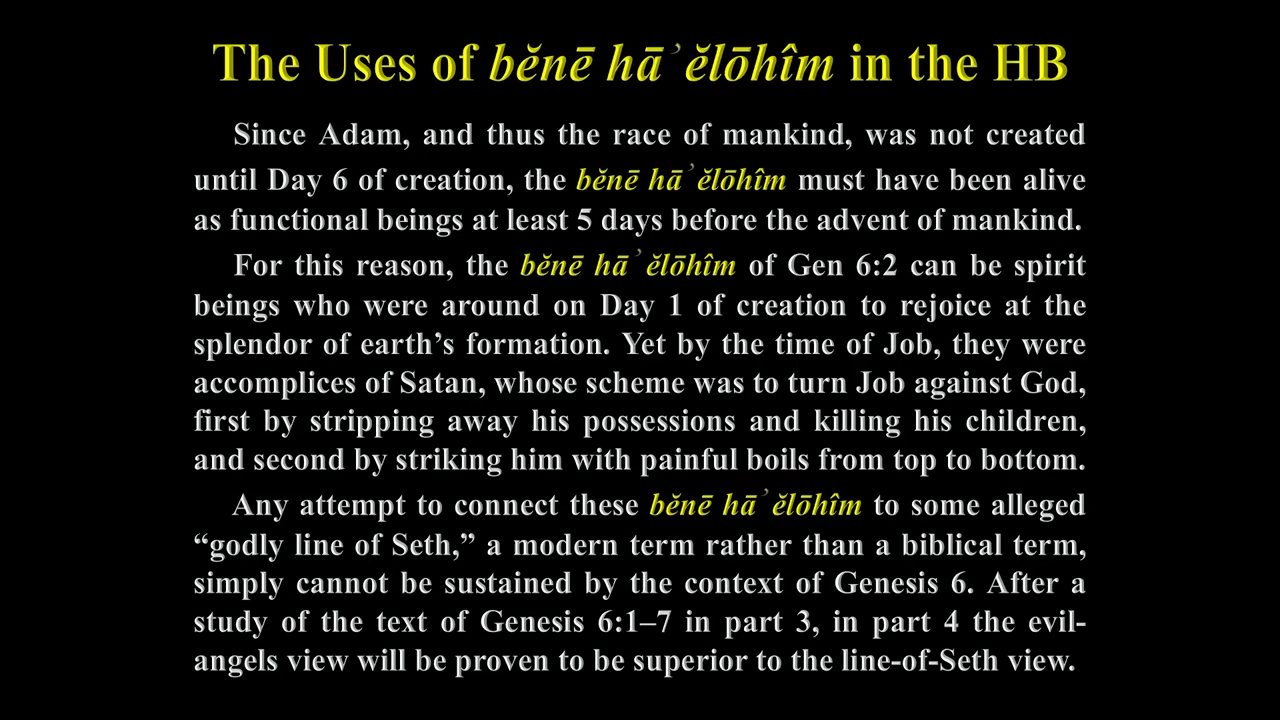 The Uses of bĕnē hāʾĕlōhîm in the HB
Since Adam, and thus the race of mankind, was not created
until Day 6 of creation, the bĕnē hāʾĕlōhîm must have been alive
as functional beings at least 5 days before the advent of mankind.
For this reason, the bĕnē hāʾĕlōhîm of Gen 6:2 can be spirit
beings who were around on Day 1 of creation to rejoice at the
splendor of earth’s formation. Yet by the time of Job, they were
accomplices of Satan, whose scheme was to turn Job against God,
first by stripping away his possessions and killing his children,
and second by striking him with painful boils from top to bottom.
Any attempt to connect these bĕnē hāʾĕlōhîm to some alleged
“godly line of Seth,” a modern term rather than a biblical term,
simply cannot be sustained by the context of Genesis 6. After a
study of the text of Genesis 6:1–7 in part 3, in part 4 the evil-
angels view will be proven to be superior to the line-of-Seth view.